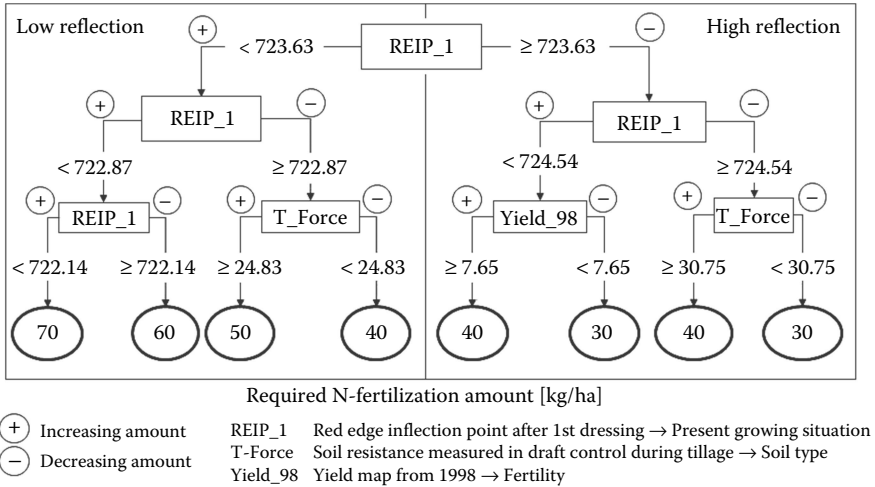 Low reflection
+
< 723.63
REIP_1
≥ 723.63
−
High reflection
+
REIP_1
−
+
REIP_1
−
< 722.87
≥ 722.87
< 724.54
≥ 724.54
+
REIP_1
−
+
T_Force
−
+
Yield_98
−
+
T_Force
−
< 722.14
≥ 722.14
≥ 24.83
< 24.83
≥ 7.65
< 7.65
≥ 30.75
< 30.75
70
60
50
40
40
30
40
30
Required N-fertilization amount [kg/ha]
+ Increasing amount
− Decreasing amount
REIP_1 Red edge inflection point after 1st dressing → Present growing situation
T-Force Soil resistance measured in draft control during tillage → Soil type
Yield_98 Yield map from 1998 → Fertility